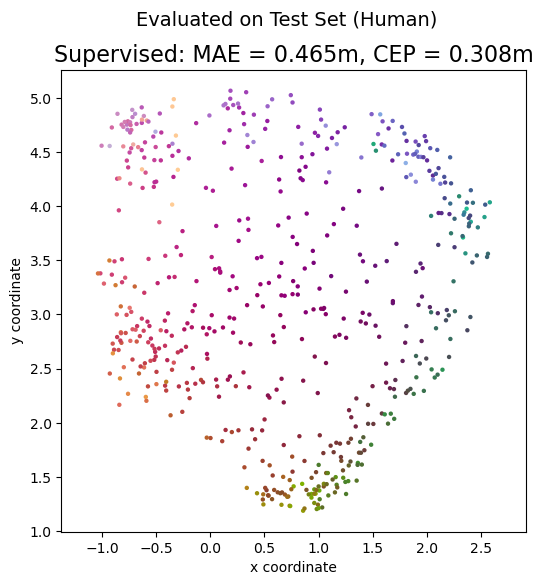 Evaluated on Test Set (Human)
Supervised: MAE = 0.465m, CEP = 0.308m
5.0
4.5
4.0
3.5
3.0
2.5
2.0
1.5
1.0
y coordinate
−1.0 −0.5 0.0 0.5 1.0 1.5 2.0 2.5
x coordinate